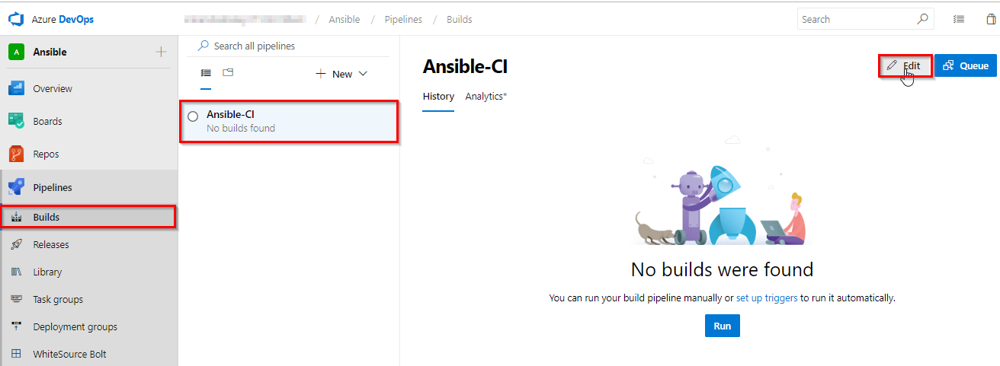 Azure DevOps
/ Ansible / Pipelines / Builds
Search
A Ansible
Overview
Boards
Repos
Pipelines
Builds
Releases
Library
Task groups
Deployment groups
WhiteSource Bolt
Search all pipelines
New
Ansible-CI
No builds found
Ansible-CI
Edit
Queue
History Analytics*
No builds were found
You can run your build pipeline manually or set up triggers to run it automatically.
Run